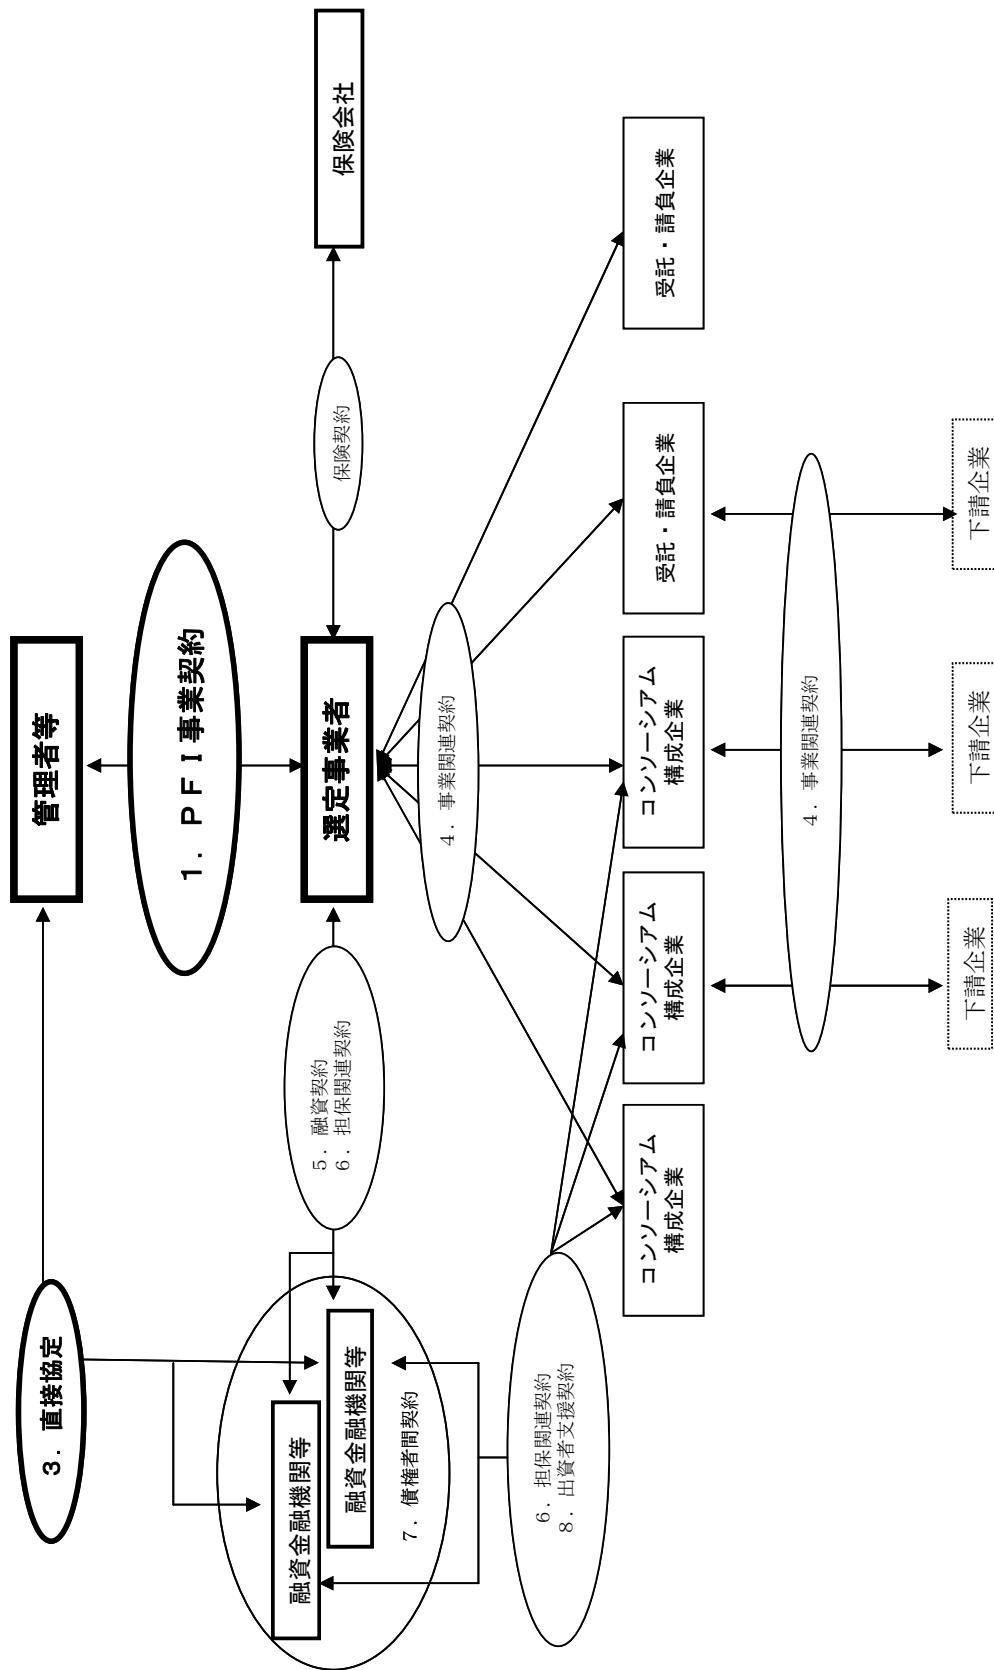 管理者等
3．直接協定
1．ＰＦＩ事業契約
融資金融機関等
融資金融機関等
7．債権者間契約
5．融資契約
6．担保関連契約
選定事業者
保険契約
保険会社
4．事業関連契約
6．担保関連契約
8．出資者支援契約
コンソーシアム
構成企業
コンソーシアム
構成企業
コンソーシアム
構成企業
受託・請負企業
受託・請負企業
4．事業関連契約
下請企業
下請企業
下請企業